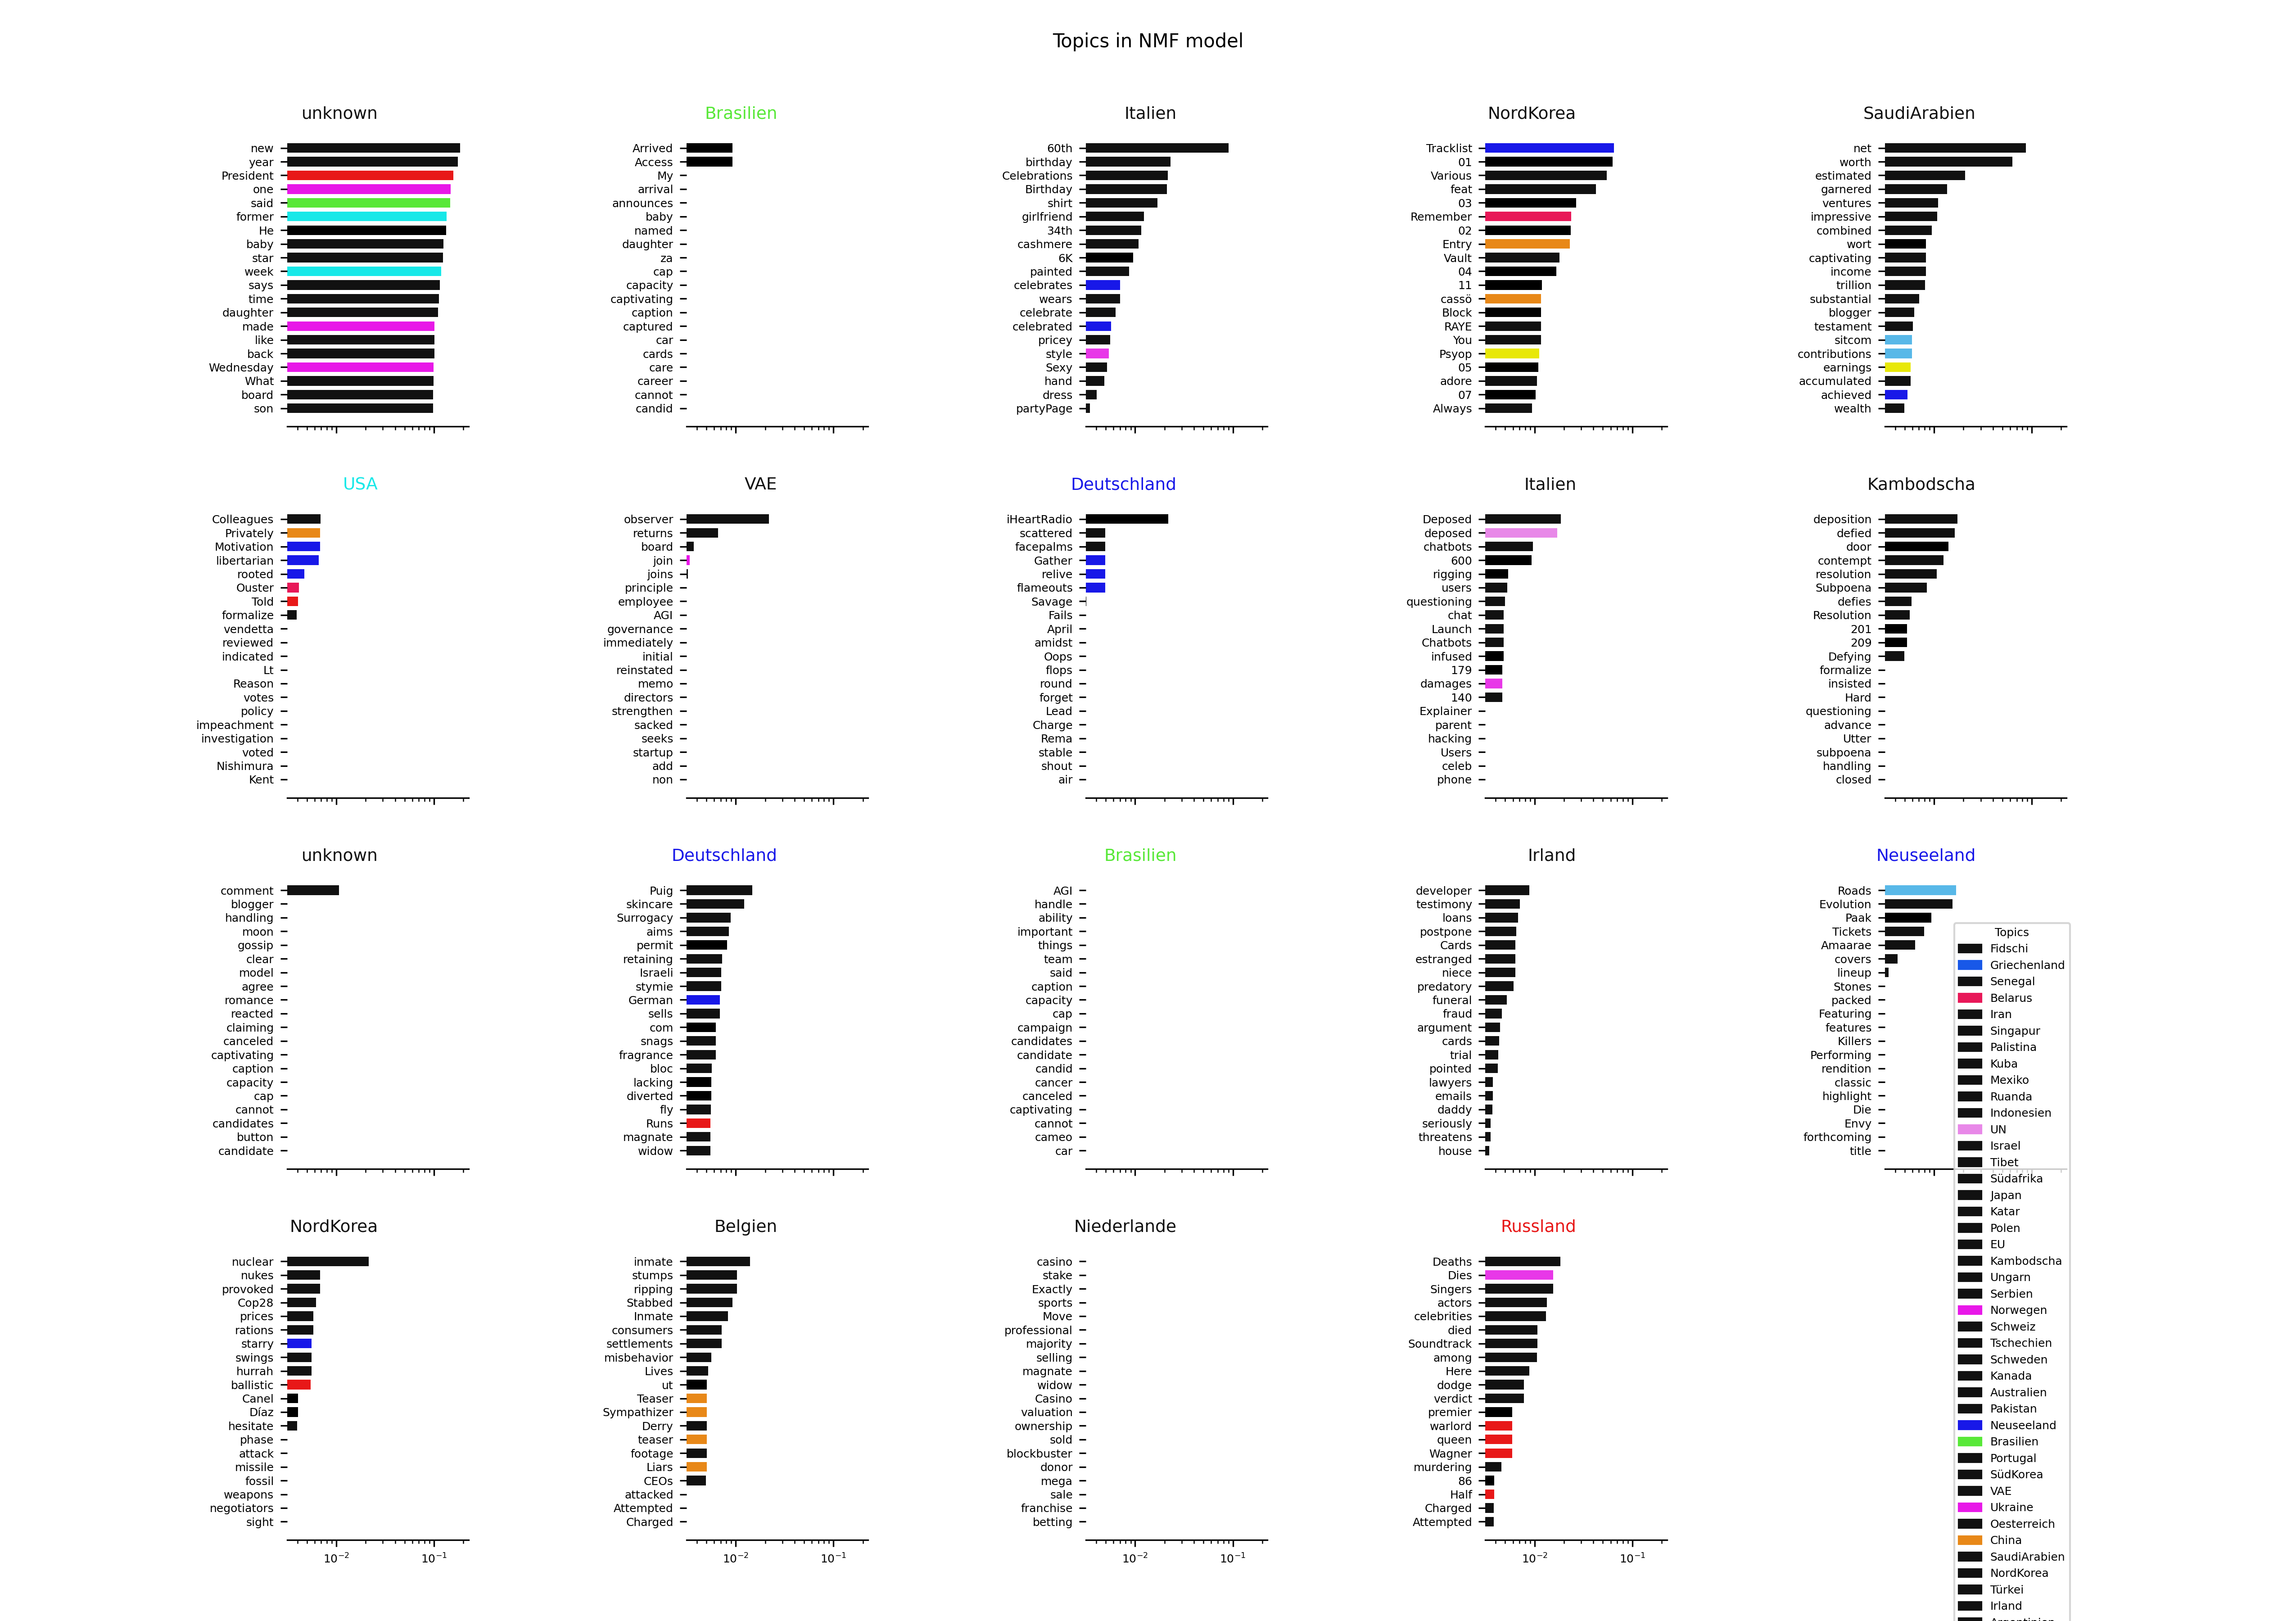 Topics in NMF model
unknown
new
year
President
one
said
former
He
baby
star
week
says
time
daughter
made
like
back
Wednesday
What
board
son
Brasilien
Arrived
Access
My
arrival
announces
baby
named
daughter
za
cap
capacity
captivating
caption
captured
car
cards
care
career
cannot
candid
Italien
60th
birthday
Celebrations
Birthday
shirt
girlfriend
34th
cashmere
6K
painted
celebrates
wears
celebrate
celebrated
pricey
style
Sexy
hand
dress
partyPage
NordKorea
Tracklist
01
Various
feat
03
Remember
02
Entry
Vault
04
11
cassö
Block
RAYE
You
Psyop
05
adore
07
Always
SaudiArabien
net
worth
estimated
garnered
ventures
impressive
combined
wort
captivating
income
trillion
substantial
blogger
testament
sitcom
contributions
earnings
accumulated
achieved
wealth
USA
Colleagues
Privately
Motivation
libertarian
rooted
Ouster
Told
formalize
vendetta
reviewed
indicated
Lt
Reason
votes
policy
impeachment
investigation
voted
Nishimura
Kent
VAE
observer
returns
board
join
joins
principle
employee
AGI
governance
immediately
initial
reinstated
memo
directors
strengthen
sacked
seeks
startup
add
non
Deutschland
iHeartRadio
scattered
facepalms
Gather
relive
flameouts
Savage
Fails
April
amidst
Oops
flops
round
forget
Lead
Charge
Rema
stable
shout
air
Italien
Deposed
deposed
chatbots
600
rigging
users
questioning
chat
Launch
Chatbots
infused
179
damages
140
Explainer
parent
hacking
Users
celeb
phone
Kambodscha
deposition
defied
door
contempt
resolution
Subpoena
defies
Resolution
201
209
Defying
formalize
insisted
Hard
questioning
advance
Utter
subpoena
handling
closed
unknown
comment
blogger
handling
moon
gossip
clear
model
agree
romance
reacted
claiming
canceled
captivating
caption
capacity
cap
cannot
candidates
button
candidate
Deutschland
Puig
skincare
Surrogacy
aims
permit
retaining
Israeli
stymie
German
sells
com
snags
fragrance
bloc
lacking
diverted
fly
Runs
magnate
widow
Brasilien
AGI
handle
ability
important
things
team
said
caption
capacity
cap
campaign
candidates
candidate
candid
cancer
canceled
captivating
cannot
cameo
car
Irland
developer
testimony
loans
postpone
Cards
estranged
niece
predatory
funeral
fraud
argument
cards
trial
pointed
lawyers
emails
daddy
seriously
threatens
house
Neuseeland
Roads
Evolution
Paak
Tickets
Amaarae
covers
lineup
Stones
packed
Featuring
features
Killers
Performing
rendition
classic
highlight
Die
Envy
forthcoming
title
NordKorea
nuclear
nukes
provoked
Cop28
prices
rations
starry
swings
hurrah
ballistic
Canel
Díaz
hesitate
phase
attack
missile
fossil
weapons
negotiators
sight
10⁻² 10⁻¹
Belgien
inmate
stumps
ripping
Stabbed
Inmate
consumers
settlements
misbehavior
Lives
ut
Teaser
Sympathizer
Derry
teaser
footage
Liars
CEOs
attacked
Attempted
Charged
10⁻² 10⁻¹
Niederlande
casino
stake
Exactly
sports
Move
professional
majority
selling
magnate
widow
Casino
valuation
ownership
sold
blockbuster
donor
mega
sale
franchise
betting
10⁻² 10⁻¹
Russland
Deaths
Dies
Singers
actors
celebrities
died
Soundtrack
among
Here
dodge
verdict
premier
warlord
queen
Wagner
murdering
86
Half
Charged
Attempted
10⁻² 10⁻¹
Topics
Fidschi
Griechenland
Senegal
Belarus
Iran
Singapur
Palistina
Kuba
Mexiko
Ruanda
Indonesien
UN
Israel
Tibet
Südafrika
Japan
Katar
Polen
EU
Kambodscha
Ungarn
Serbien
Norwegen
Schweiz
Tschechien
Schweden
Kanada
Australien
Pakistan
Neuseeland
Brasilien
Portugal
SüdKorea
VAE
Ukraine
Oesterreich
China
SaudiArabien
NordKorea
Türkei
Irland